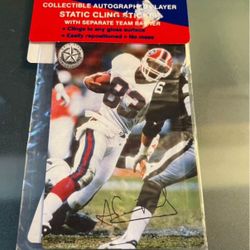 COLLECTIBLE AUTOGRAPHED PLAYER
STATIC CLING STICKER
WITH SEPARATE TEAM BANNER
• Clings to any glass surface
• Easily repositioned • No mess
83